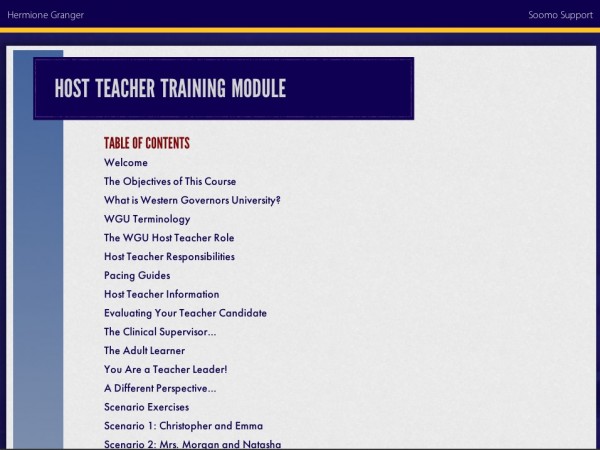 Hermione Granger
Soomo Support
HOST TEACHER TRAINING MODULE
TABLE OF CONTENTS
Welcome
The Objectives of This Course
What is Western Governors University?
WGU Terminology
The WGU Host Teacher Role
Host Teacher Responsibilities
Pacing Guides
Host Teacher Information
Evaluating Your Teacher Candidate
The Clinical Supervisor...
The Adult Learner
You Are a Teacher Leader!
A Different Perspective...
Scenario Exercises
Scenario 1: Christopher and Emma
Scenario 2: Mrs. Morgan and Natasha